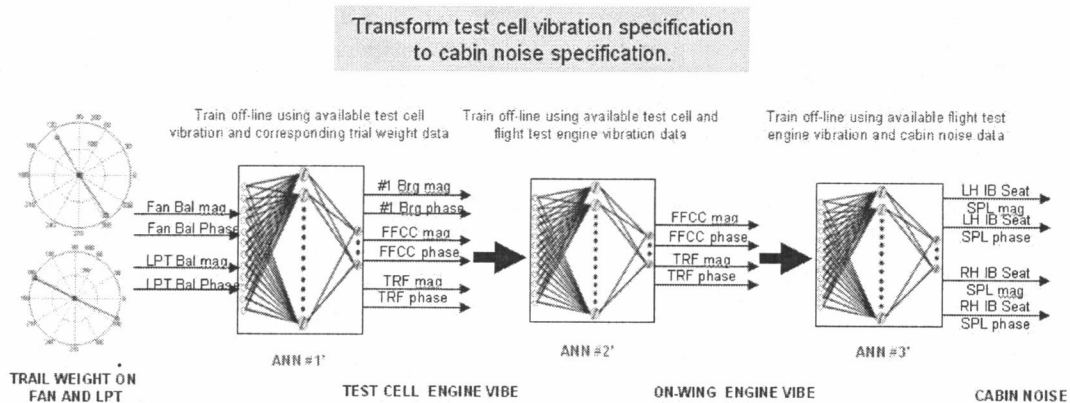 Transform test cell vibration specification
to cabin noise specification.
Train off-line using available test cell
vibration and corresponding trial weight data
Train off-line using available test cell and
flight test engine vibration data
Train off-line using available flight test
engine vibration and cabin noise data
Fan Bal mag
Fan Bal Phase
LPT Bal mag
LPT Bal Phase
#1 Brg mag
#1 Brg phase
FFCC mag
FFCC phase
TRF mag
TRF phase
FFCC mag
FFCC phase
TRF mag
TRF phase
LH IB Seat
SPL mag
LH IB Seat
SPL phase
RH IB Seat
SPL mag
RH IB Seat
SPL phase
ANN #1'
ANN #2'
ANN #3'
TRAIL WEIGHT ON
FAN AND LPT
TEST CELL ENGINE VIBE
ON-WING ENGINE VIBE
CABIN NOISE